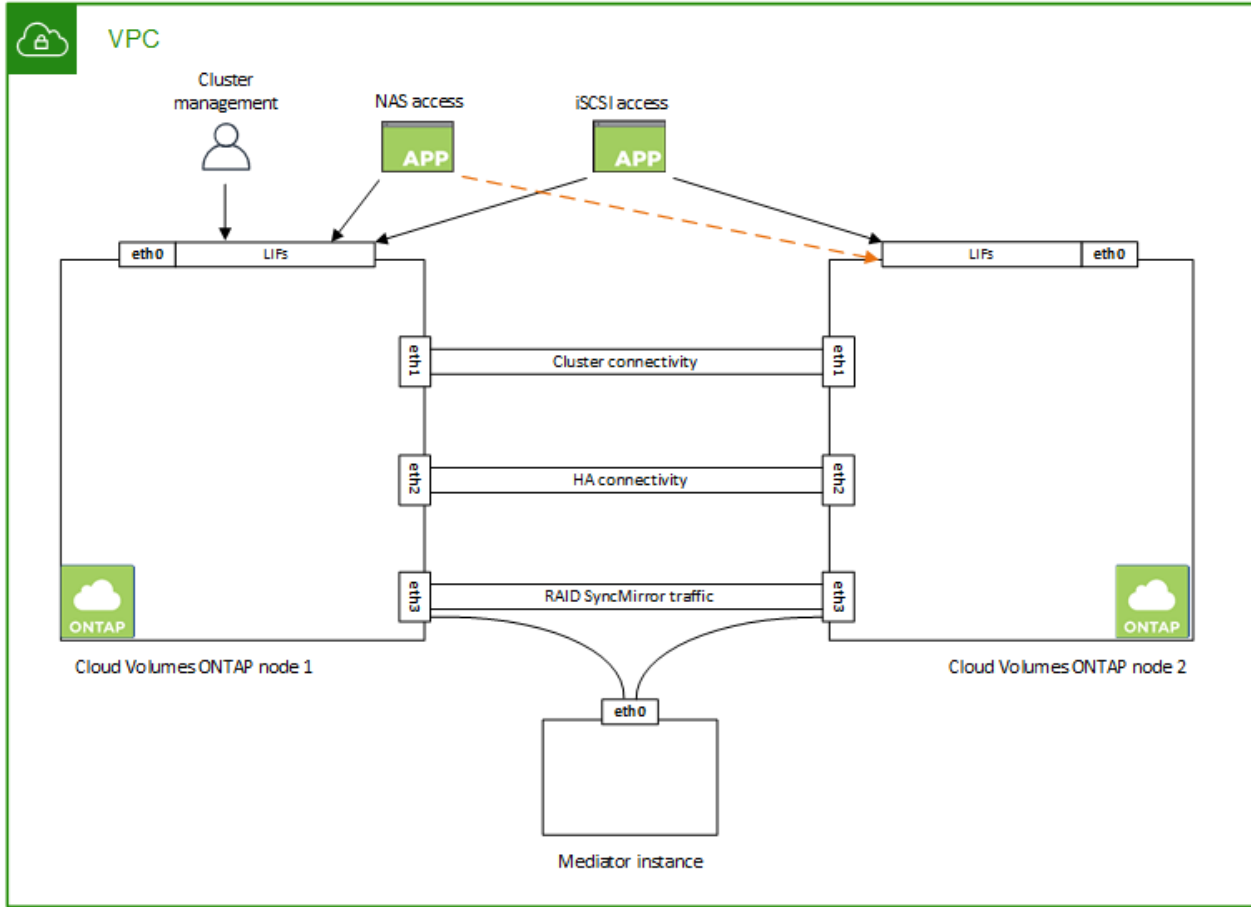 VPC
Cluster
management
NAS access
iSCSI access
APP
APP
eth0
LIFs
LIFs
eth0
eth1
Cluster connectivity
eth1
eth2
HA connectivity
eth2
eth3
RAID SyncMirror traffic
eth3
ONTAP
ONTAP
Cloud Volumes ONTAP node 1
Cloud Volumes ONTAP node 2
eth0
Mediator instance